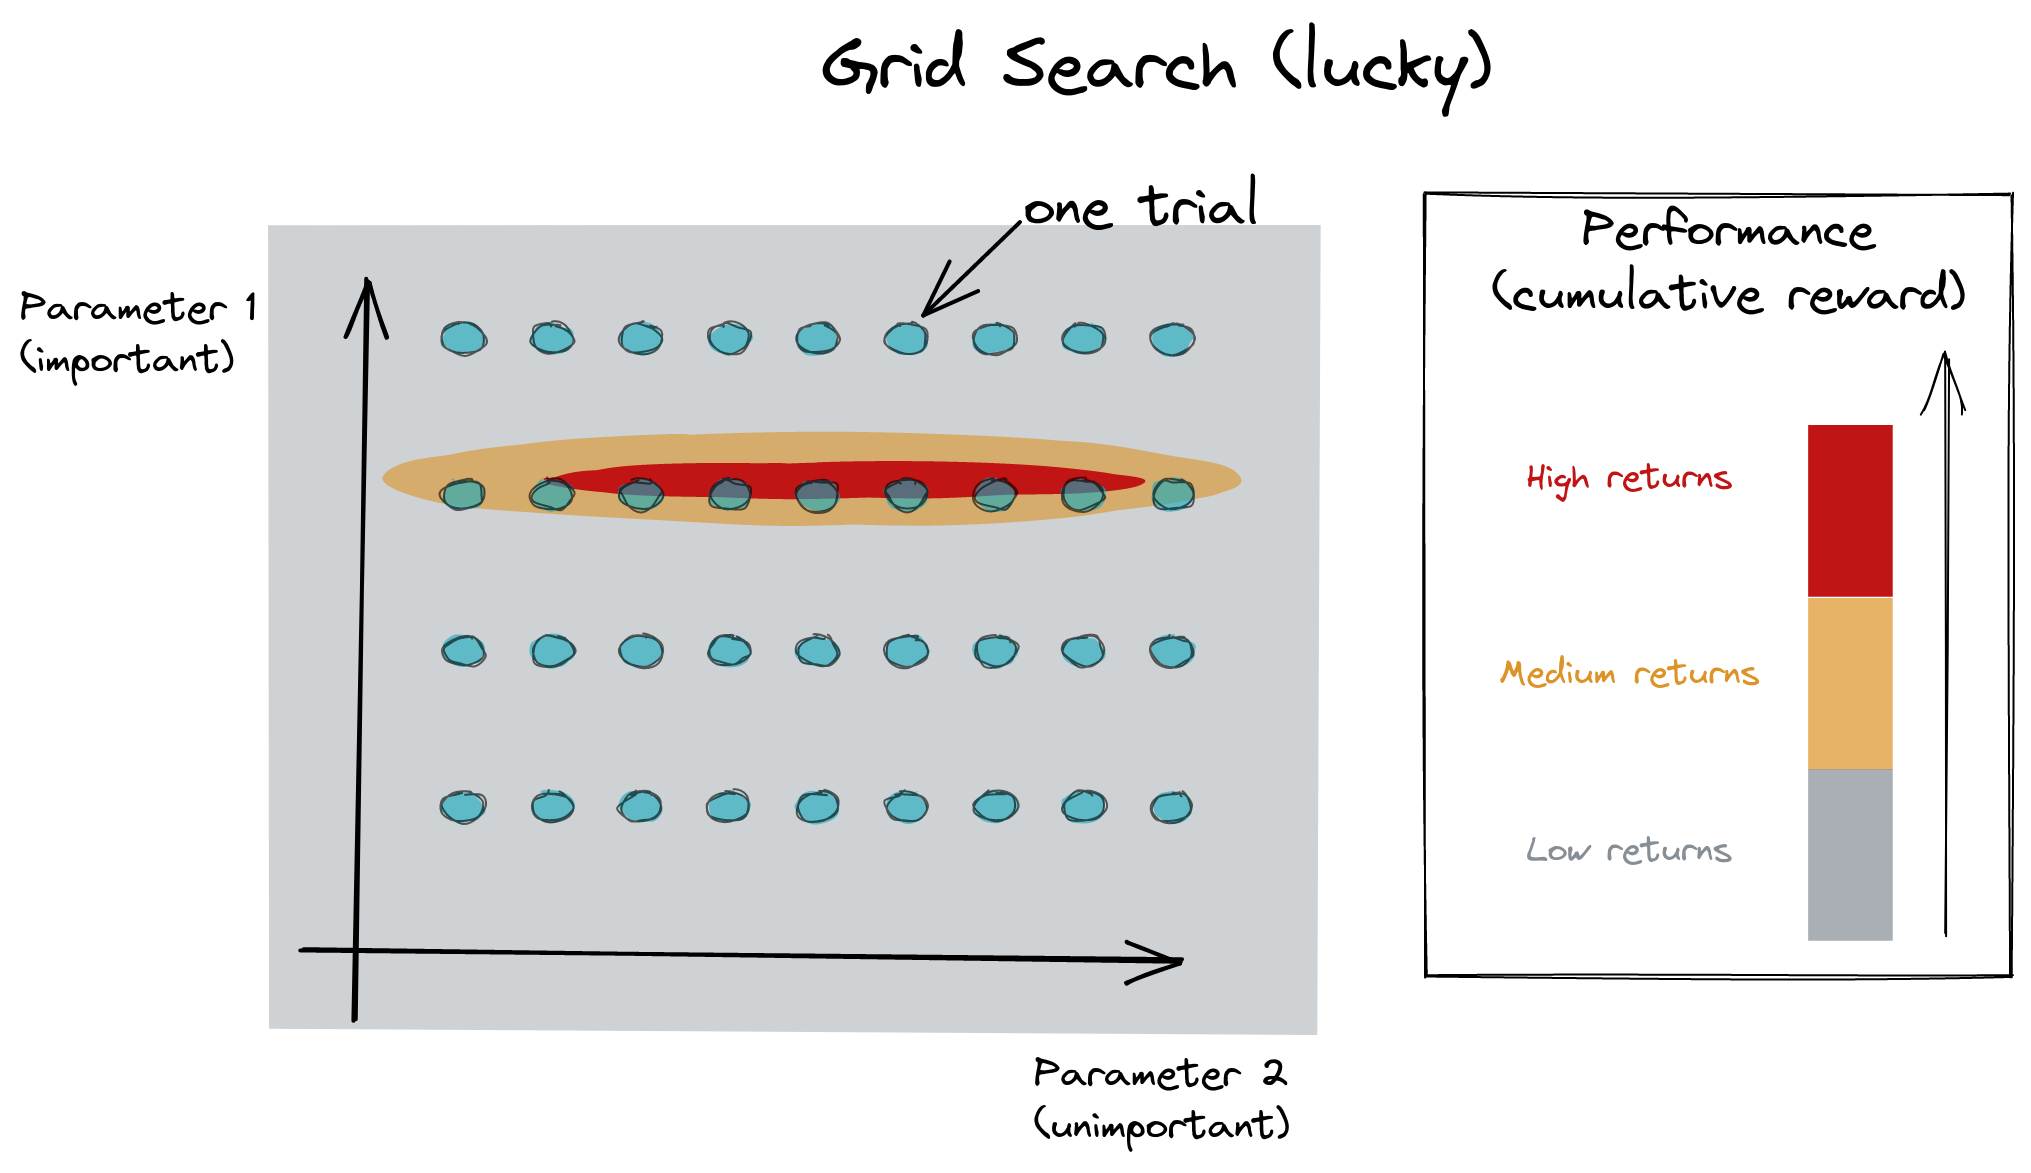 Grid Search (lucky)
one trial
Parameter 1
(important)
Parameter 2
(unimportant)
Performance
(cumulative reward)
High returns
Medium returns
Low returns